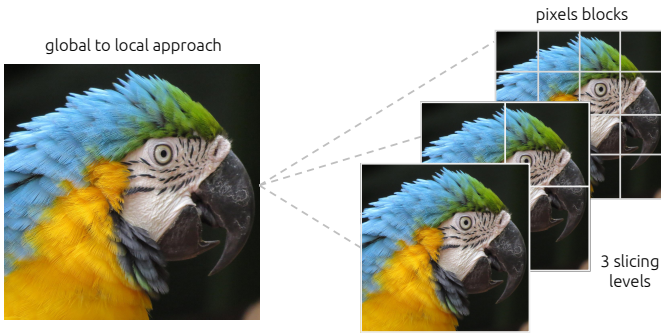 global to local approach
pixels blocks
3 slicing
levels